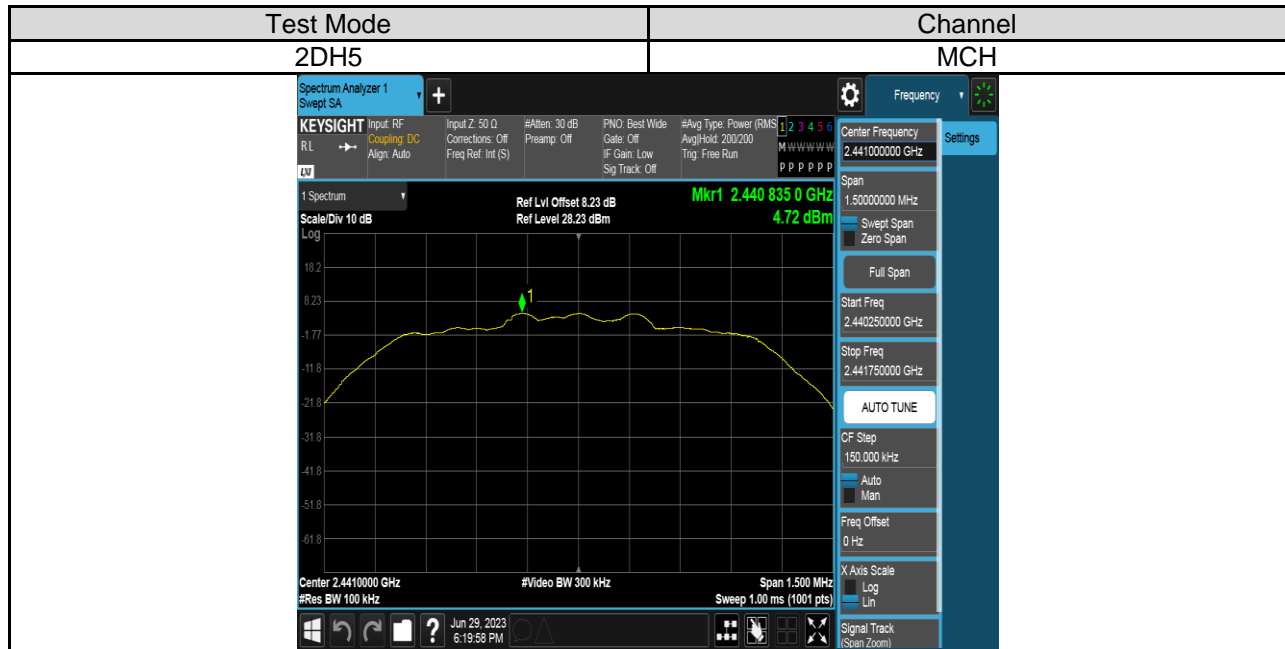 Test Mode Channel
2DH5 MCH
Spectrum Analyzer 1
Swept SA
+
Frequency
KEYSIGHT Input: RF Input Z: 50 Ω #Atten: 30 dB PNO: Best Wide #Avg Type: Power (RMS 1 2 3 4 5 6
RL Coupling: DC Corrections: Off Preamp: Off Gate: Off Avg|Hold: 200/200 M W W W W W
Align: Auto Freq Ref: Int (S) IF Gain: Low Trig: Free Run
LXI Sig Track: Off P P P P P P
1 Spectrum Ref Lvl Offset 8.23 dB Mkr1 2.440 835 0 GHz
Scale/Div 10 dB Ref Level 28.23 dBm 4.72 dBm
Log
18.2
8.23
1
-1.77
-11.8
-21.8
-31.8
-41.8
-51.8
-61.8
Center 2.4410000 GHz #Video BW 300 kHz Span 1.500 MHz
#Res BW 100 kHz Sweep 1.00 ms (1001 pts)
? Jun 29, 2023
6:19:58 PM
Center Frequency
2.441000000 GHz
Settings
Span
1.50000000 MHz
Swept Span
Zero Span
Full Span
Start Freq
2.440250000 GHz
Stop Freq
2.441750000 GHz
AUTO TUNE
CF Step
150.000 kHz
Auto
Man
Freq Offset
0 Hz
X Axis Scale
Log
Lin
Signal Track
(Span Zoom)